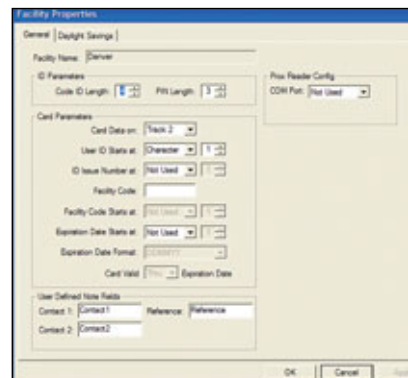 Facility Properties
General Daylight Savings
Facility Name: Denver
ID Parameters
Code ID Length: PIN Length: 3
Prox Reader Config
COM Port: Not Used
Card Parameters
Card Data on: Track 2
User ID Starts at: Character 1
ID Issue Number at: Not Used
Facility Code:
Facility Code Starts at: Not Used
Expiration Date Starts at: Not Used
Expiration Date Format:
Card Valid Thru Expiration Date
User Defined Note Fields
Contact 1: Contact1 Reference: Reference
Contact 2: Contact2
OK Cancel